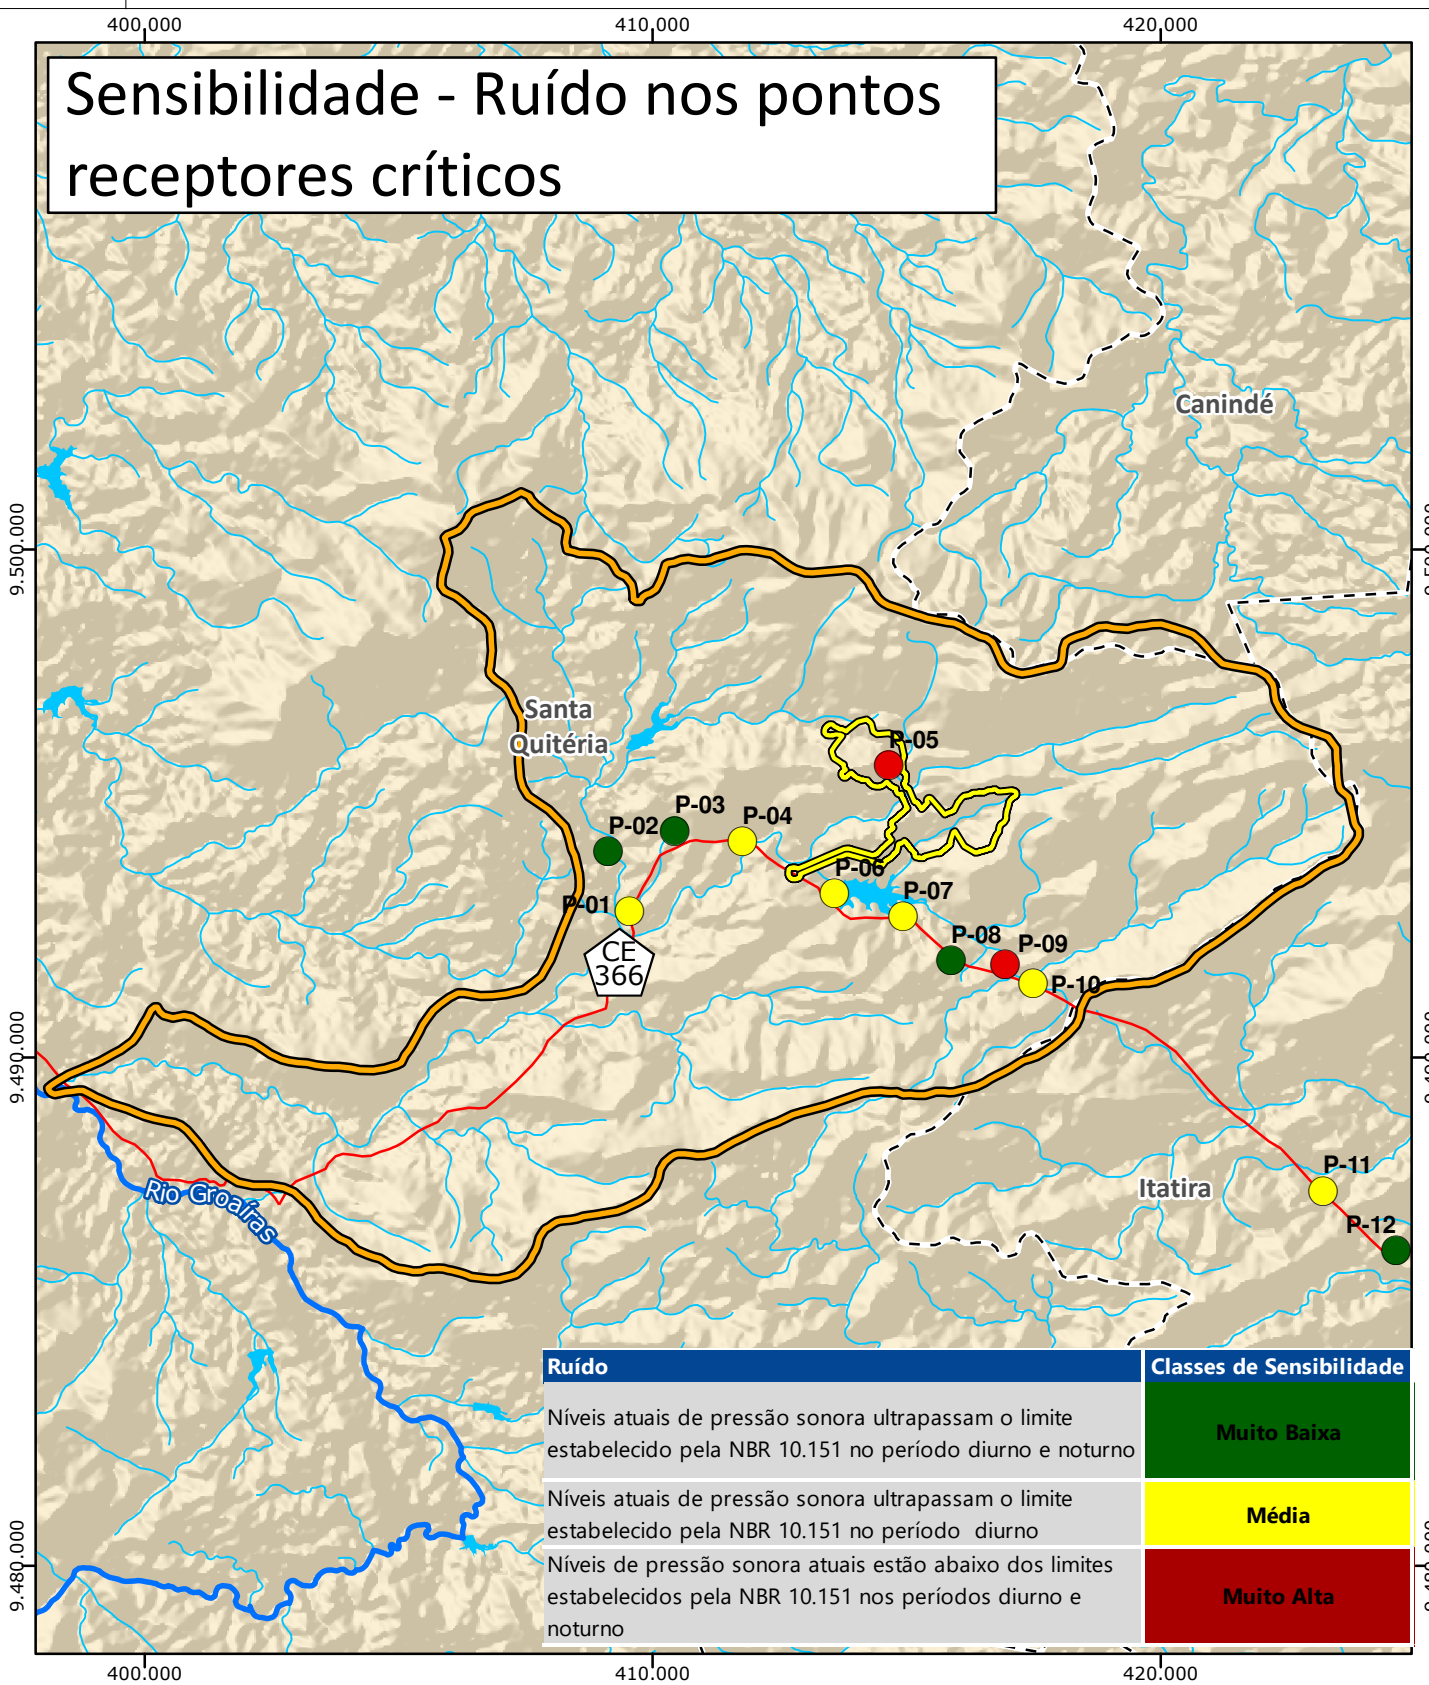 400.000
410.000
420.000
Sensibilidade - Ruído nos pontos
receptores críticos
Canindé
9.500.000
Santa
Quitéria
P-05
P-03
P-04
P-02
P-06
P-07
P-01
P-08
P-09
CE
366
P-10
9.490.000
P-11
Itatira
Rio Groaíras
P-12
Ruído
Classes de Sensibilidade
Níveis atuais de pressão sonora ultrapassam o limite
estabelecido pela NBR 10.151 no período diurno e noturno
Muito Baixa
Níveis atuais de pressão sonora ultrapassam o limite
estabelecido pela NBR 10.151 no período diurno
Média
Níveis de pressão sonora atuais estão abaixo dos limites
estabelecidos pela NBR 10.151 nos períodos diurno e
noturno
Muito Alta
9.480.000
400.000
410.000
420.000